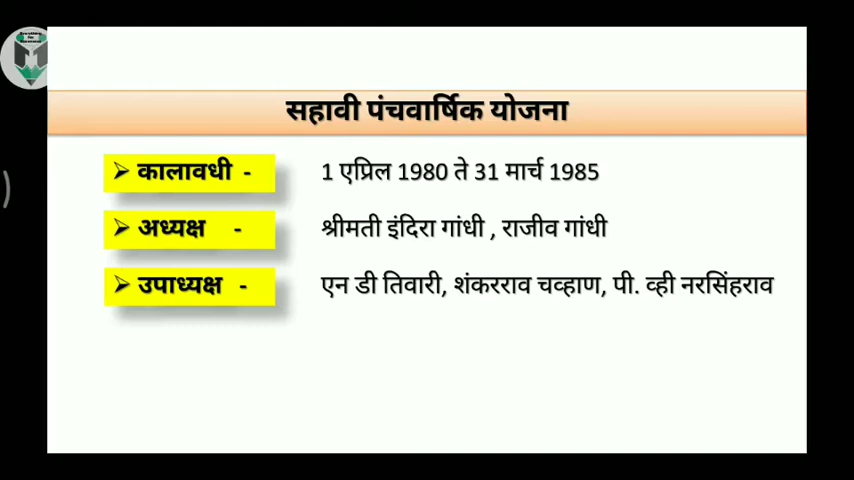 सहावी पंचवार्षिक योजना
➢ कालावधी - 1 एप्रिल 1980 ते 31 मार्च 1985
➢ अध्यक्ष - श्रीमती इंदिरा गांधी , राजीव गांधी
➢ उपाध्यक्ष - एन डी तिवारी, शंकरराव चव्हाण, पी. व्ही नरसिंहराव